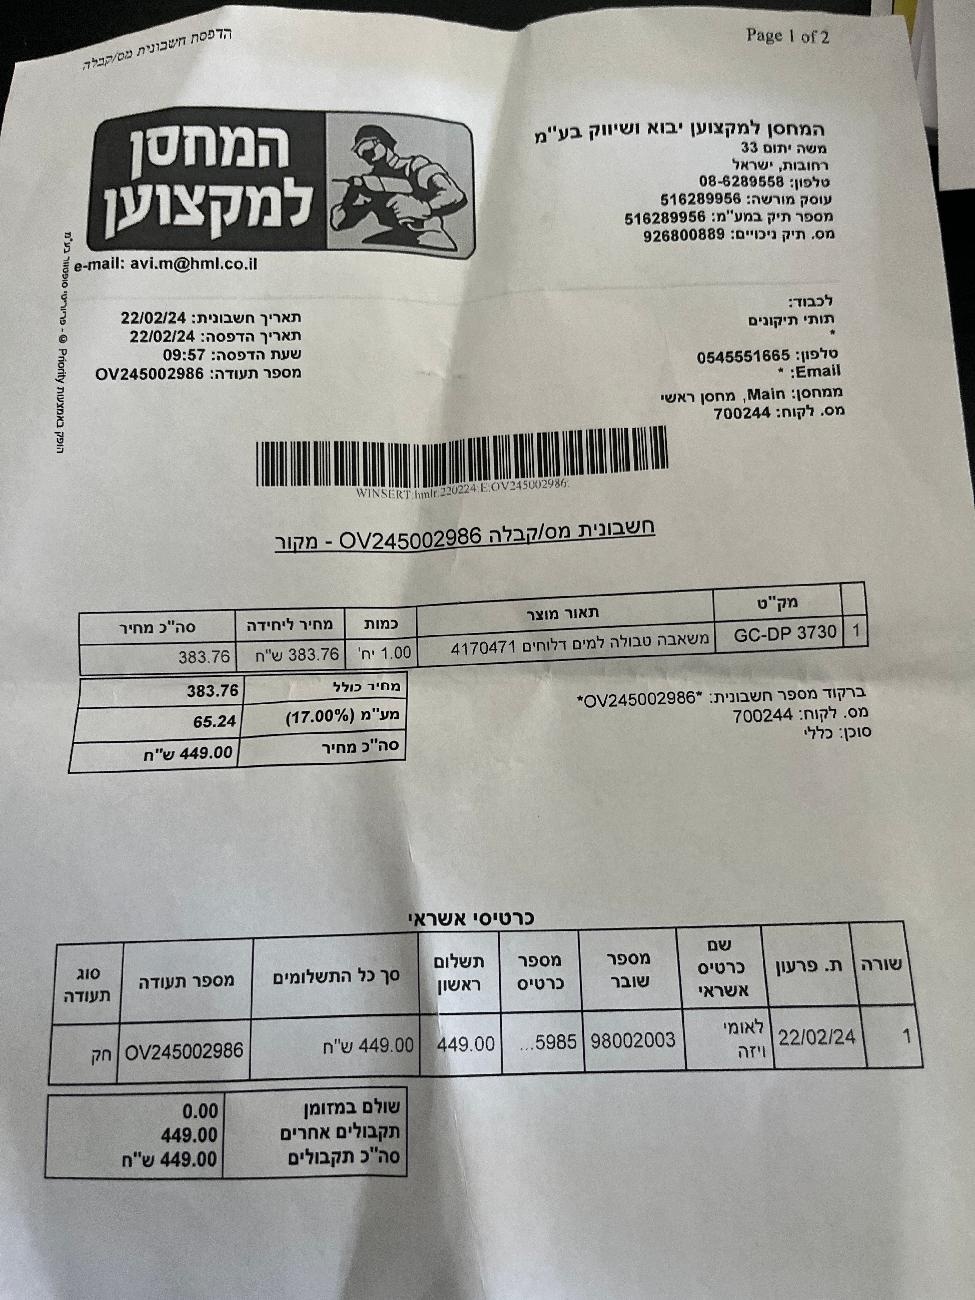 הדפסת חשבונית מס/קבלה
Page 1 of 2
המחסן
למקצוען
e-mail: avi.m@hml.co.il
המחסן למקצוען יבוא ושיווק בע"מ
משה יתום 33
רחובות, ישראל
טלפון: 08-6289558
עוסק מורשה: 516289956
מספר תיק במע"מ: 516289956
מס. תיק ניכויים: 926800889
הופק באמצעות Priority © - פריוריטי סופטוור בע"מ
תאריך חשבונית: 22/02/24
תאריך הדפסה: 22/02/24
שעת הדפסה: 09:57
מספר תעודה: OV245002986
לכבוד:
תותי תיקונים
*
טלפון: 0545551665
Email: *
ממחסן: Main, מחסן ראשי
מס. לקוח: 700244
WINSERT:hmlr:220224:E:OV245002986:
חשבונית מס/קבלה OV245002986 - מקור
מק"ט תאור מוצר כמות מחיר ליחידה סה"כ מחיר
1 GC-DP 3730 משאבה טבולה למים דלוחים 4170471 1.00 יח' 383.76 ש"ח 383.76
מחיר כולל 383.76
מע"מ (17.00%) 65.24
סה"כ מחיר 449.00 ש"ח
ברקוד מספר חשבונית: *OV245002986*
מס. לקוח: 700244
סוכן: כללי
כרטיסי אשראי
שורה ת. פרעון שם כרטיס אשראי מספר שובר מספר כרטיס תשלום ראשון סך כל התשלומים מספר תעודה סוג תעודה
1 22/02/24 לאומי ויזה 98002003 5985... 449.00 449.00 ש"ח OV245002986 חק
שולם במזומן 0.00
תקבולים אחרים 449.00
סה"כ תקבולים 449.00 ש"ח